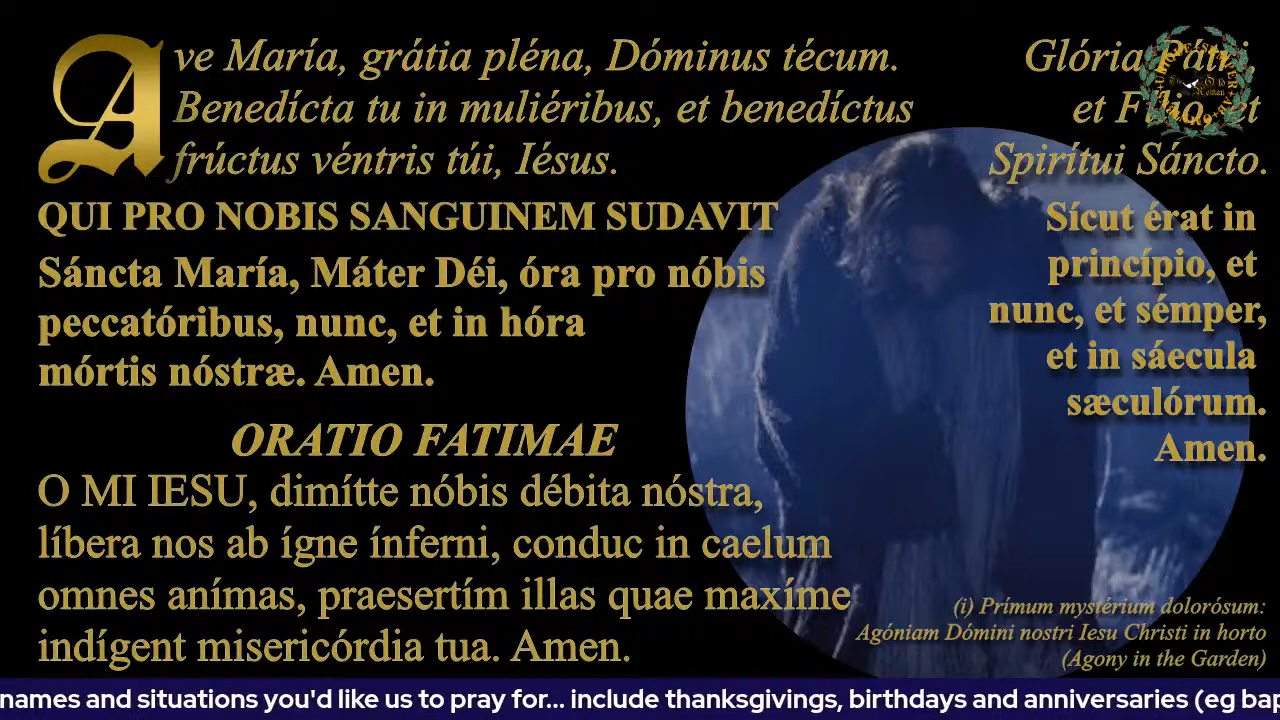 Ave María, grátia pléna, Dóminus técum.
Benedícta tu in muliéribus, et benedíctus
frúctus véntris túi, Iésus.
QUI PRO NOBIS SANGUINEM SUDAVIT
Sáncta María, Máter Déi, óra pro nóbis
peccatóribus, nunc, et in hóra
mórtis nóstræ. Amen.
ORATIO FATIMAE
O MI IESU, dimítte nóbis débita nóstra,
líbera nos ab ígne ínferni, conduc in caelum
omnes anímas, praesertím illas quae maxíme
indígent misericórdia tua. Amen.
Glória Pátri,
et Fílio, et
Spirítui Sáncto.
Sícut érat in
princípio, et
nunc, et sémper,
et in sáecula
sæculórum.
Amen.
(i) Prímum mystérium dolorósum:
Agóniam Dómini nostri Iesu Christi in horto
(Agony in the Garden)
names and situations you'd like us to pray for... include thanksgivings, birthdays and anniversaries (eg bap